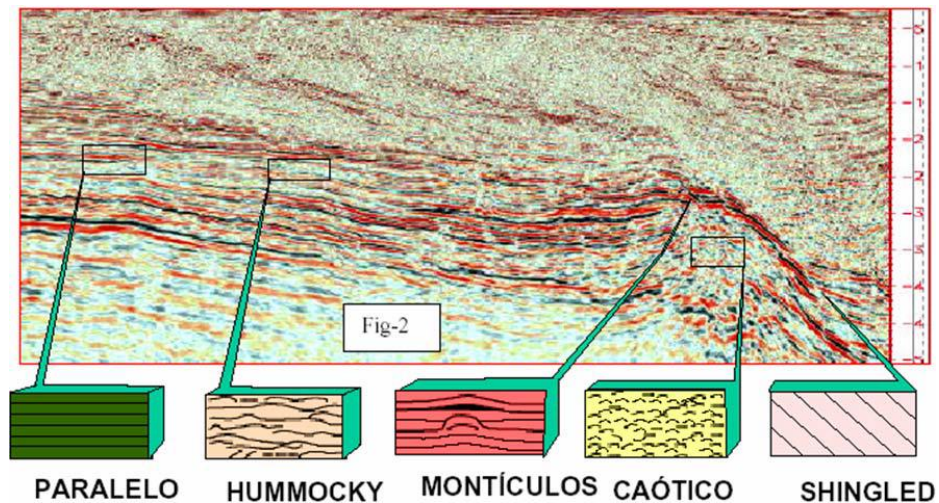 Fig-2
PARALELO
HUMMOCKY
MONTÍCULOS
CAÓTICO
SHINGLED